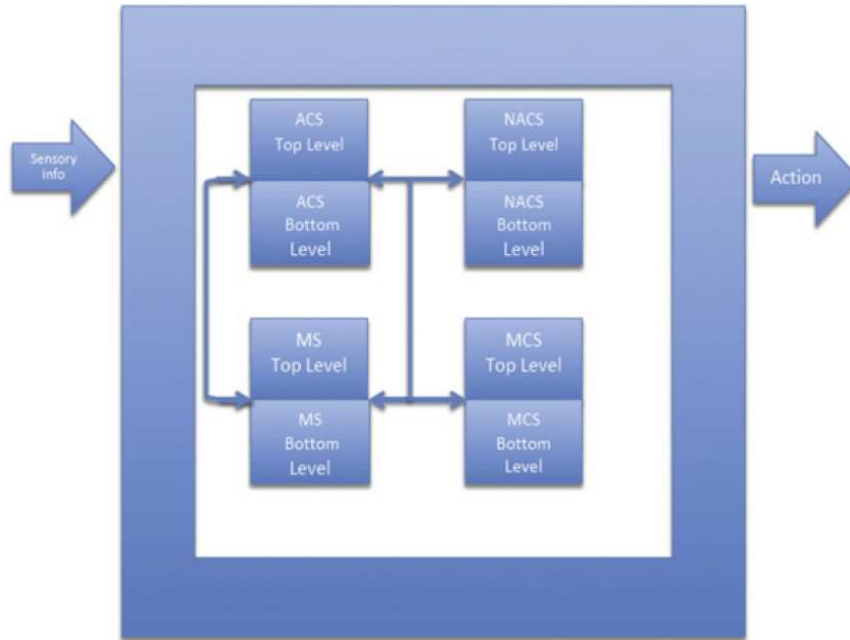 Sensory
info
ACS
Top Level
ACS
Bottom
Level
NACS
Top Level
NACS
Bottom
Level
MS
Top Level
MS
Bottom
Level
MCS
Top Level
MCS
Bottom
Level
Action